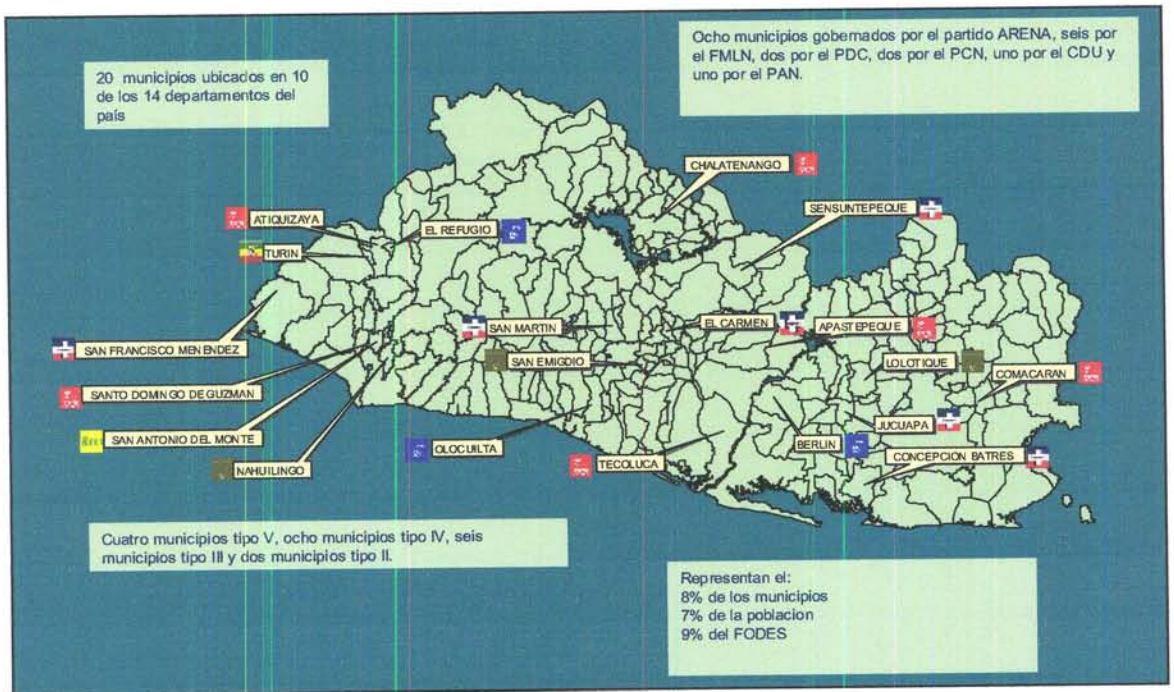 20 municipios ubicados en 10
de los 14 departamentos del
país
Ocho municipios gobernados por el partido ARENA, seis por
el FMLN, dos por el PDC, dos por el PCN, uno por el CDU y
uno por el PAN.
CHALATENANGO
SENSUNTEPEQUE
ATIQUIZAYA
EL REFUGIO
TURIN
SAN MARTIN
EL CARMEN
APASTEPEQUE
SAN FRANCISCO MENENDEZ
SAN EMIGDIO
LOLOTIQUE
COMACARAN
SANTO DOMINGO DE GUZMAN
SAN ANTONIO DEL MONTE
JUCUAPA
OLOCUILTA
BERLIN
NAHUILINGO
TECOLUCA
CONCEPCION BATRES
Cuatro municipios tipo V, ocho municipios tipo IV, seis
municipios tipo III y dos municipios tipo II.
Representan el:
8% de los municipios
7% de la poblacion
9% del FODES